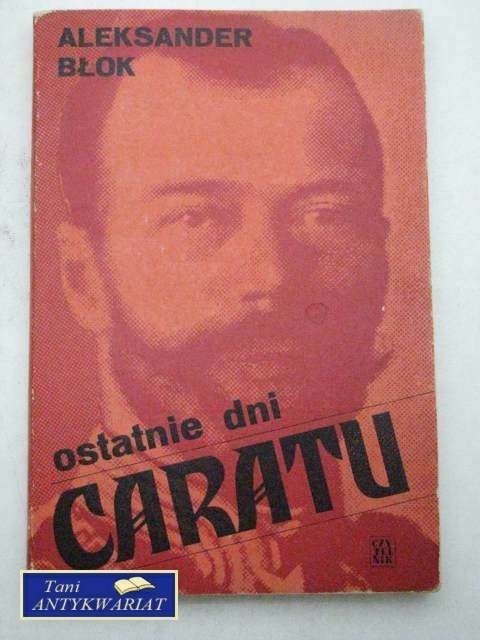 ALEKSANDER
BŁOK
ostatnie dni
CARATU
CZY
TEL
NIK
Tani
ANTYKWARIAT